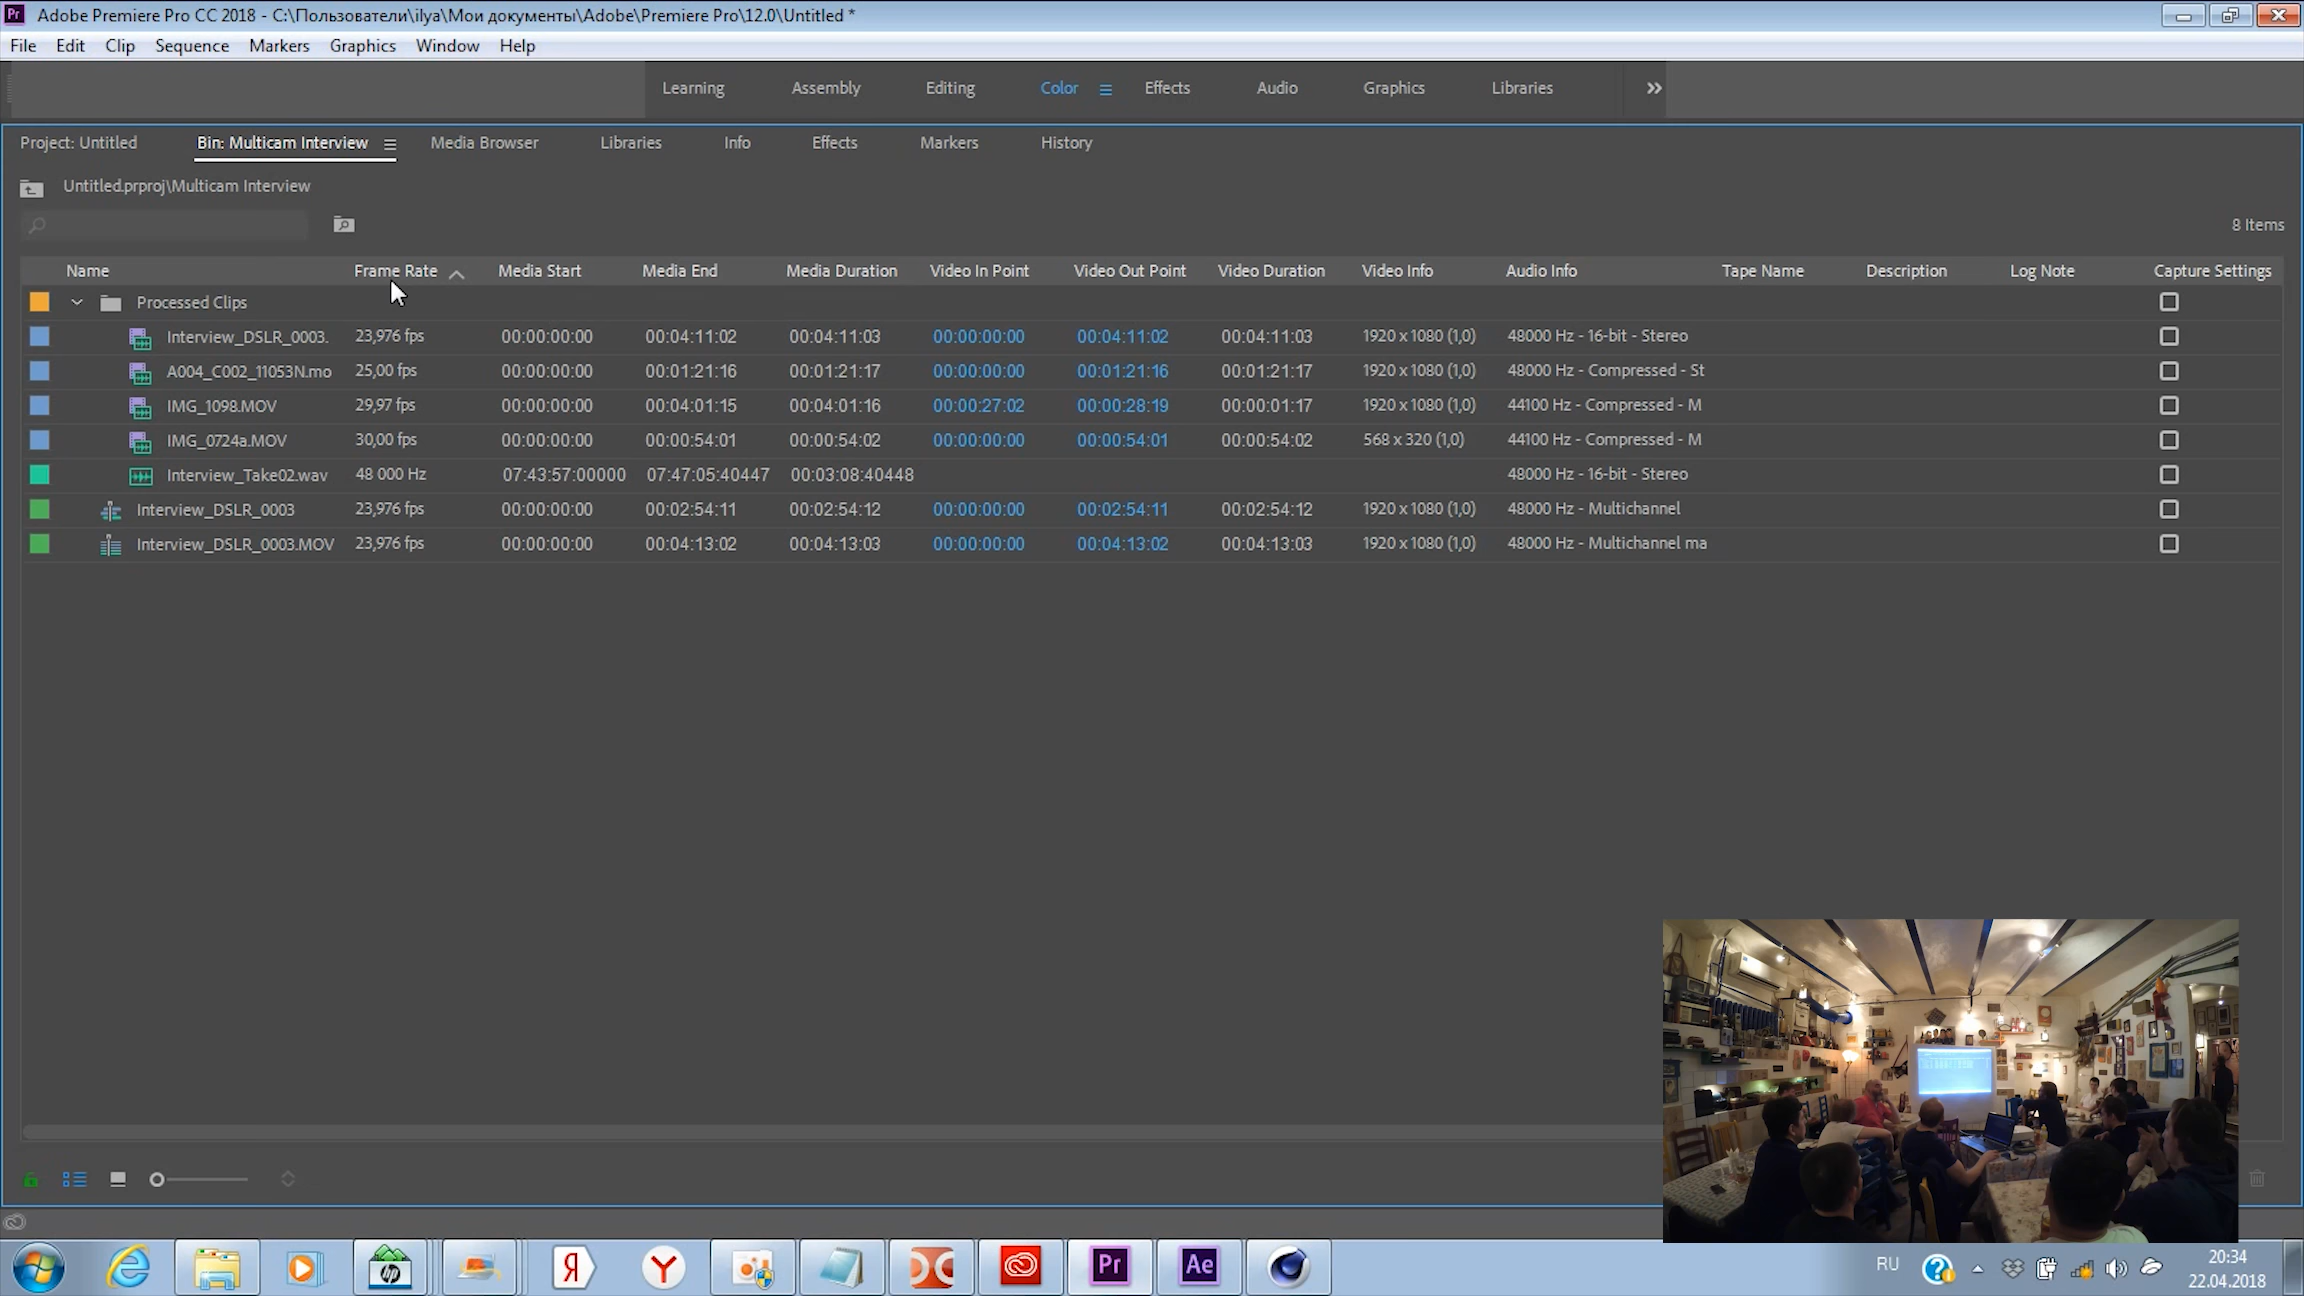 Adobe Premiere Pro CC 2018 - C:\Пользователи\ilya\Мои документы\Adobe\Premiere Pro\12.0\Untitled *
File Edit Clip Sequence Markers Graphics Window Help
Learning Assembly Editing Color Effects Audio Graphics Libraries
Project: Untitled Bin: Multicam Interview Media Browser Libraries Info Effects Markers History
Untitled.prproj\Multicam Interview
8 Items
Name Frame Rate Media Start Media End Media Duration Video In Point Video Out Point Video Duration Video Info Audio Info Tape Name Description Log Note Capture Settings
Processed Clips
Interview_DSLR_0003. 23,976 fps 00:00:00:00 00:04:11:02 00:04:11:03 00:00:00:00 00:04:11:02 00:04:11:03 1920 x 1080 (1,0) 48000 Hz - 16-bit - Stereo
A004_C002_11053N.mo 25,00 fps 00:00:00:00 00:01:21:16 00:01:21:17 00:00:00:00 00:01:21:16 00:01:21:17 1920 x 1080 (1,0) 48000 Hz - Compressed - St
IMG_1098.MOV 29,97 fps 00:00:00:00 00:04:01:15 00:04:01:16 00:00:27:02 00:00:28:19 00:00:01:17 1920 x 1080 (1,0) 44100 Hz - Compressed - M
IMG_0724a.MOV 30,00 fps 00:00:00:00 00:00:54:01 00:00:54:02 00:00:00:00 00:00:54:01 00:00:54:02 568 x 320 (1,0) 44100 Hz - Compressed - M
Interview_Take02.wav 48 000 Hz 07:43:57:00000 07:47:05:40447 00:03:08:40448 48000 Hz - 16-bit - Stereo
Interview_DSLR_0003 23,976 fps 00:00:00:00 00:02:54:11 00:02:54:12 00:00:00:00 00:02:54:11 00:02:54:12 1920 x 1080 (1,0) 48000 Hz - Multichannel
Interview_DSLR_0003.MOV 23,976 fps 00:00:00:00 00:04:13:02 00:04:13:03 00:00:00:00 00:04:13:02 00:04:13:03 1920 x 1080 (1,0) 48000 Hz - Multichannel ma
Я Y hp Pr Ae
RU
20:34
22.04.2018